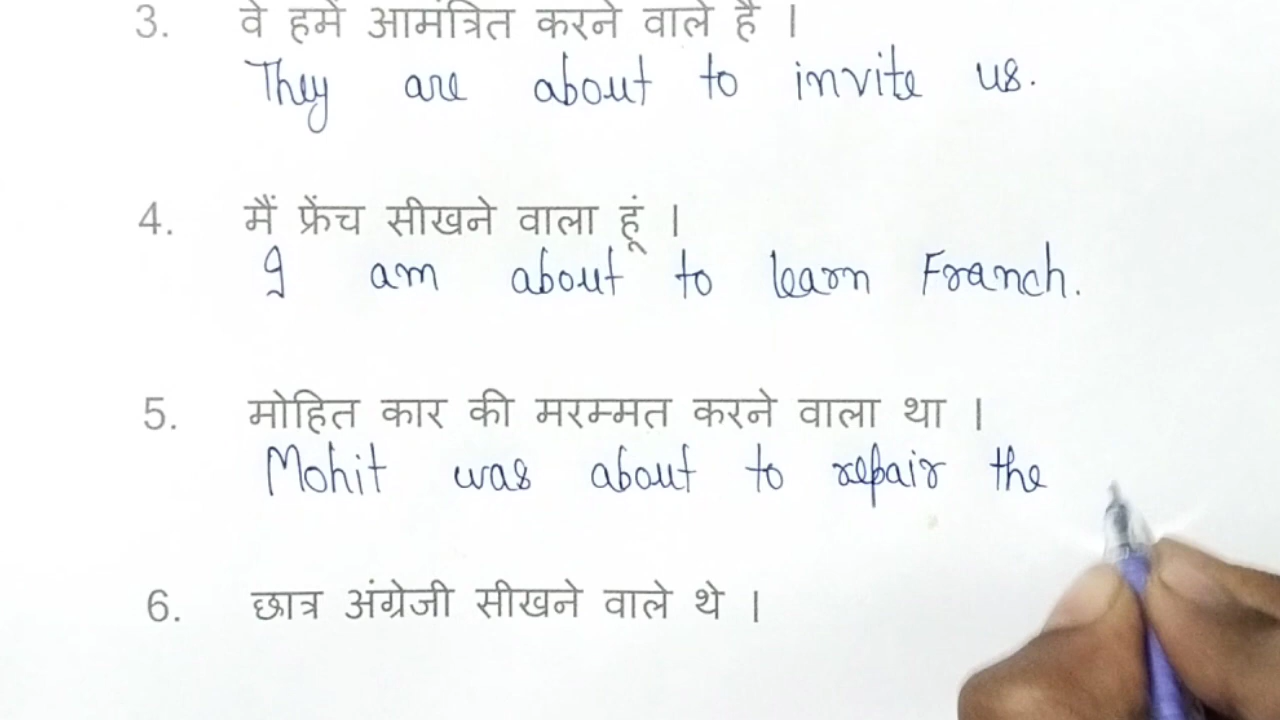 3. वे हमें आमंत्रित करने वाले हैं ।
They are about to invite us.
4. मैं फ्रेंच सीखने वाला हूं ।
I am about to learn Franch.
5. मोहित कार की मरम्मत करने वाला था ।
Mohit was about to repair the
6. छात्र अंग्रेजी सीखने वाले थे ।